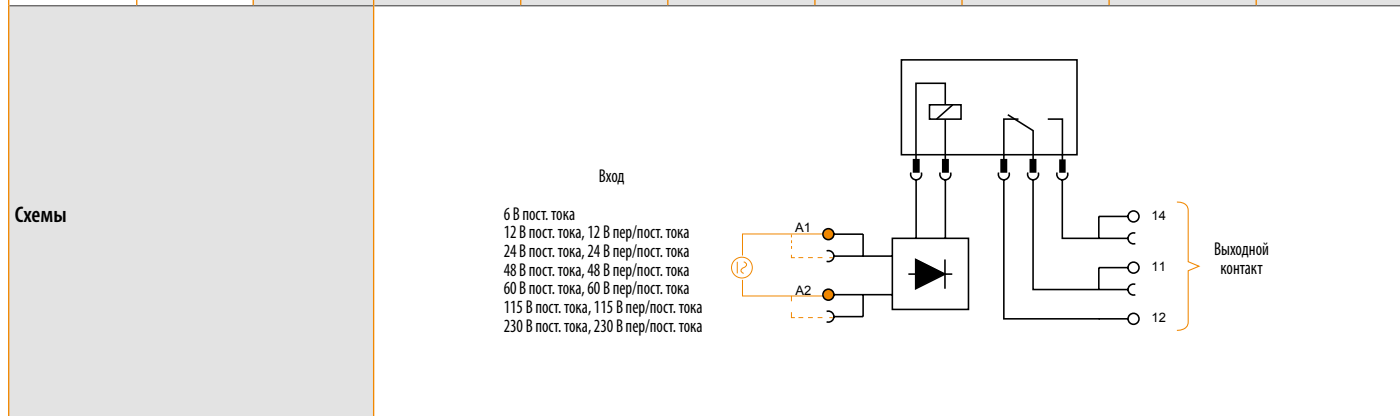 Схемы
Вход
6 В пост. тока
12 В пост. тока, 12 В пер/пост. тока
24 В пост. тока, 24 В пер/пост. тока
48 В пост. тока, 48 В пер/пост. тока
60 В пост. тока, 60 В пер/пост. тока
115 В пост. тока, 115 В пер/пост. тока
230 В пост. тока, 230 В пер/пост. тока
A1
A2
14
11
12
Выходной
контакт